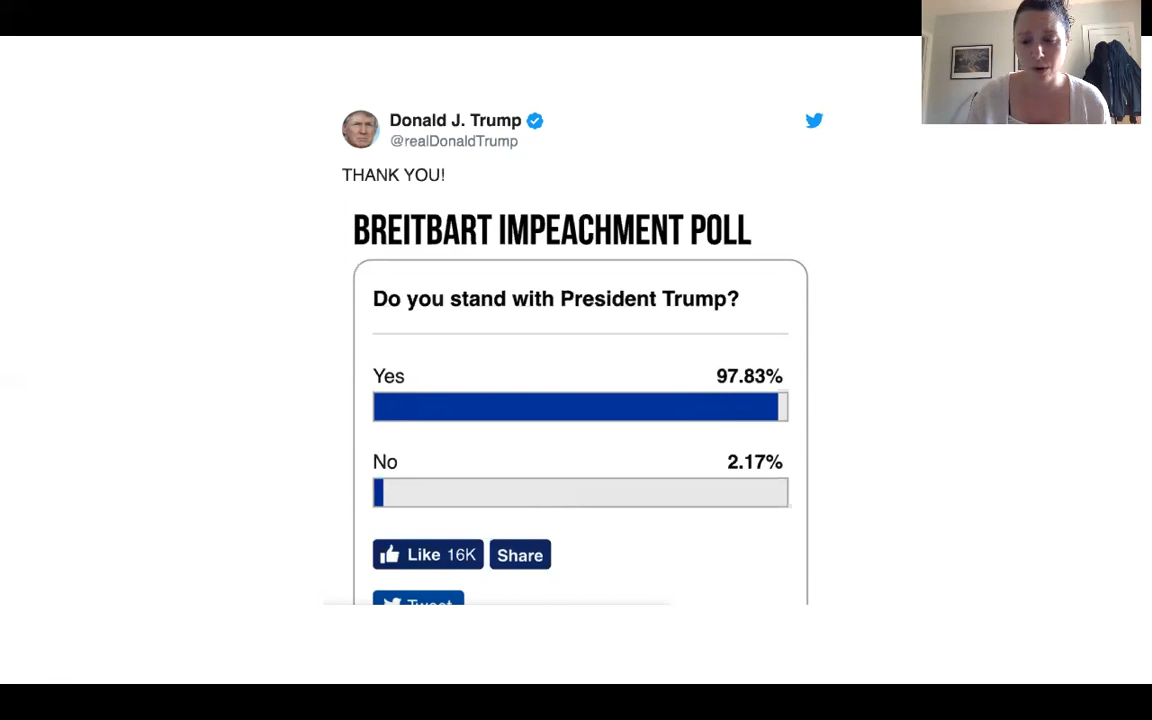 Donald J. Trump
@realDonaldTrump
THANK YOU!
BREITBART IMPEACHMENT POLL
Do you stand with President Trump?
Yes 97.83%
No 2.17%
Like 16K Share
Tweet